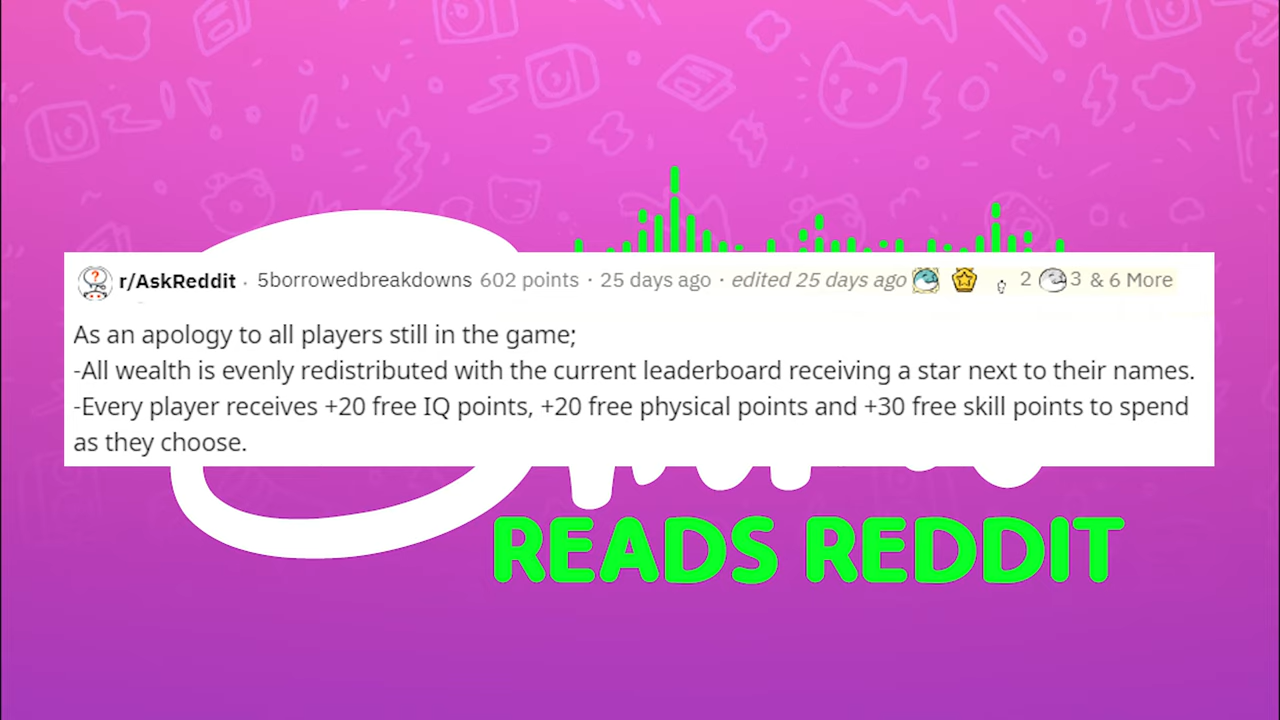 r/AskReddit · 5borrowedbreakdowns 602 points · 25 days ago · edited 25 days ago 2 3 & 6 More
As an apology to all players still in the game;
-All wealth is evenly redistributed with the current leaderboard receiving a star next to their names.
-Every player receives +20 free IQ points, +20 free physical points and +30 free skill points to spend
as they choose.
READS REDDIT